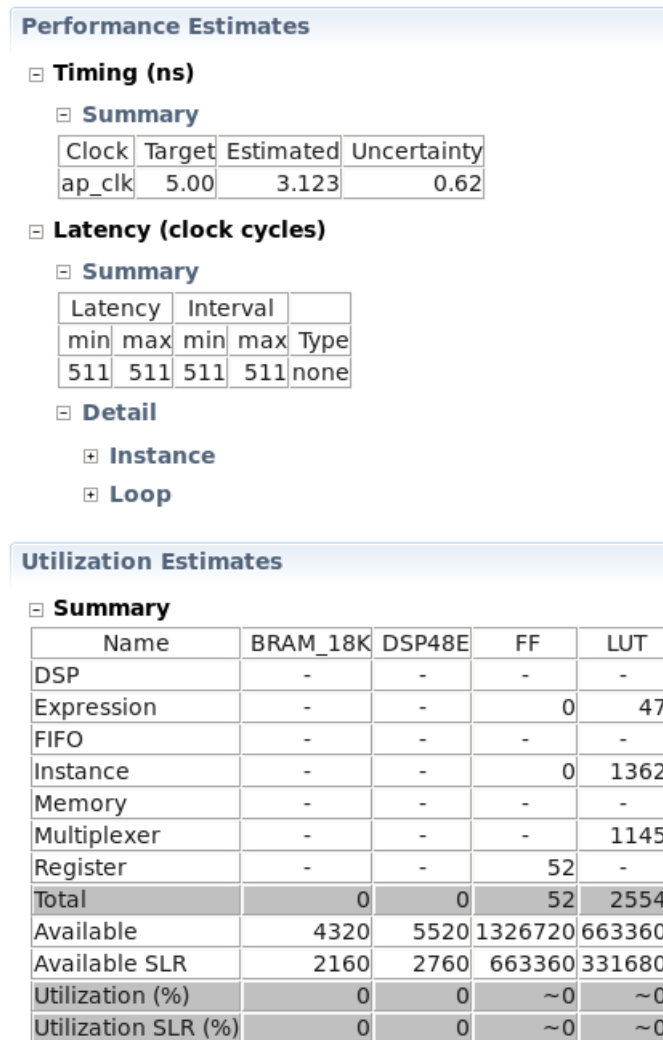 Performance Estimates
Timing (ns)
Summary
Clock Target Estimated Uncertainty
ap_clk 5.00 3.123 0.62
Latency (clock cycles)
Summary
Latency Interval
min max min max Type
511 511 511 511 none
Detail
Instance
Loop
Utilization Estimates
Summary
Name BRAM_18K DSP48E FF LUT
DSP - - - -
Expression - - 0 47
FIFO - - - -
Instance - - 0 1362
Memory - - - -
Multiplexer - - - 1145
Register - - 52 -
Total 0 0 52 2554
Available 4320 5520 1326720 663360
Available SLR 2160 2760 663360 331680
Utilization (%) 0 0 ~0 ~0
Utilization SLR (%) 0 0 ~0 ~0